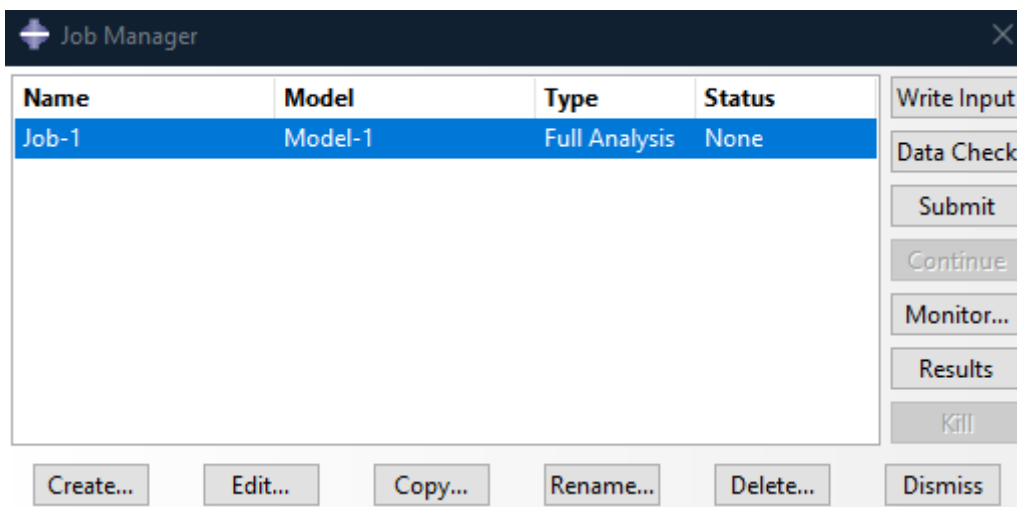 Job Manager
Name Model Type Status
Job-1 Model-1 Full Analysis None
Write Input
Data Check
Submit
Continue
Monitor...
Results
Kill
Create... Edit... Copy... Rename... Delete... Dismiss